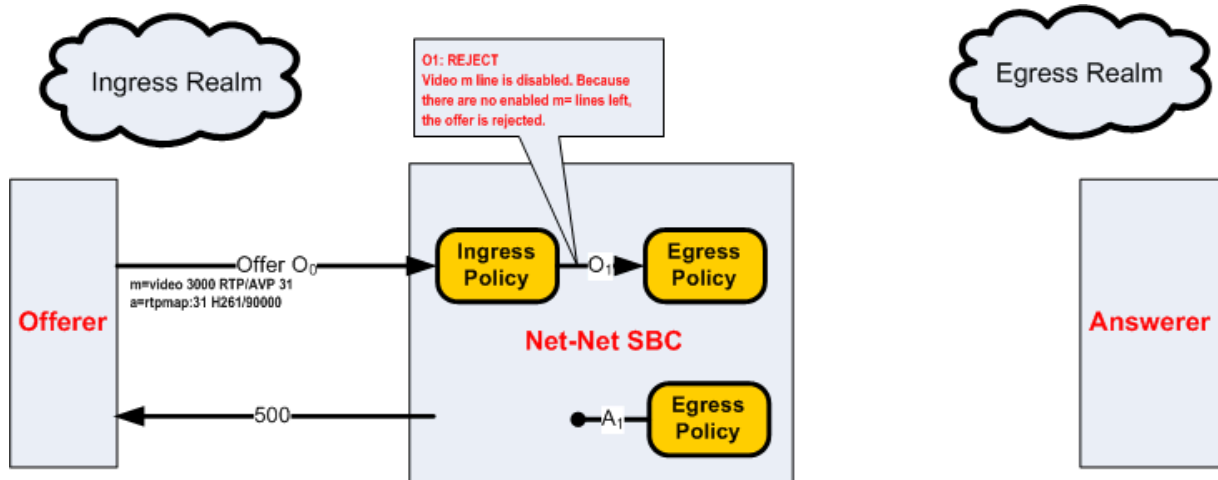 Ingress Realm
O1: REJECT
Video m line is disabled. Because
there are no enabled m= lines left,
the offer is rejected.
Egress Realm
Offer O₀
m=video 3000 RTP/AVP 31
a=rtpmap:31 H261/90000
Ingress
Policy
O₁
Egress
Policy
Offerer
Net-Net SBC
Answerer
500
A₁
Egress
Policy